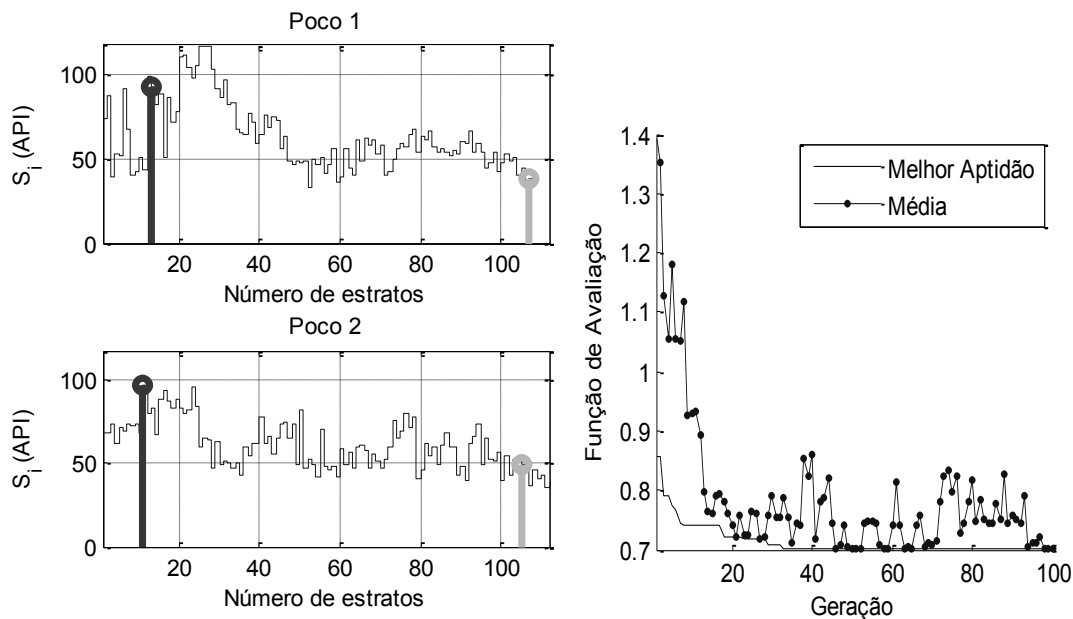 Poco 1
S_i (API)
100
50
0
20 40 60 80 100
Número de estratos
Poco 2
S_i (API)
100
50
0
20 40 60 80 100
Número de estratos
Função de Avaliação
1.4
1.3
1.2
1.1
1
0.9
0.8
0.7
Melhor Aptidão
Média
20 40 60 80 100
Geração